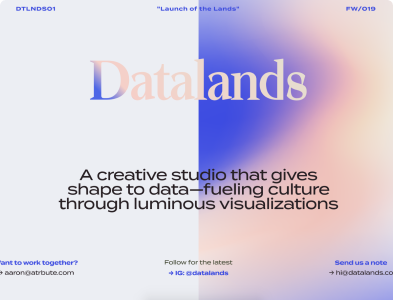 DTLNDS01
"Launch of the Lands"
FW/019
Datalands
A creative studio that gives
shape to data—fueling culture
through luminous visualizations
ant to work together?
→ aaron@atrbute.com
Follow for the latest
→ IG: @datalands
Send us a note
→ hi@datalands.co